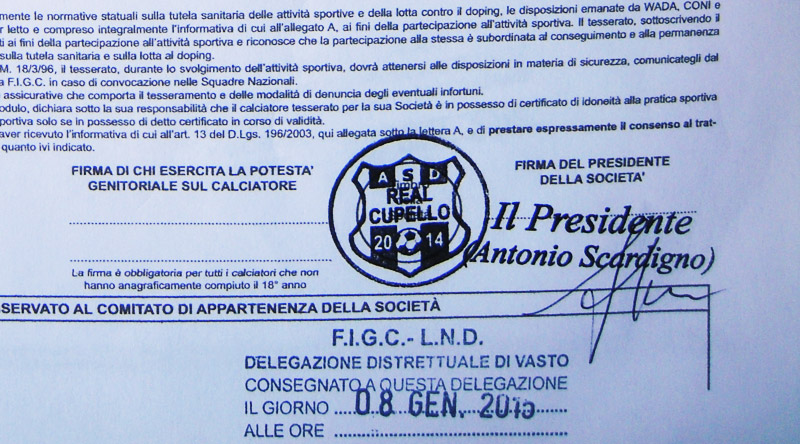 mente le normative statuali sulla tutela sanitaria delle attività sportive e della lotta contro il doping, le disposizioni emanate da WADA, CONI e
r letto e compreso integralmente l'informativa di cui all'allegato A, ai fini della partecipazione all'attività sportiva. Il tesserato, sottoscrivendo il
ti ai fini della partecipazione all'attività sportiva e riconosce che la partecipazione alla stessa è subordinata al conseguimento e alla permanenza
sulla tutela sanitaria e sulla lotta al doping.
M. 18/3/96, il tesserato, durante lo svolgimento dell'attività sportiva, dovrà attenersi alle disposizioni in materia di sicurezza, comunicategli dal
a F.I.G.C. in caso di convocazione nelle Squadre Nazionali.
assicurative che comporta il tesseramento e delle modalità di denuncia degli eventuali infortuni.
odulo, dichiara sotto la sua responsabilità che il calciatore tesserato per la sua Società è in possesso di certificato di idoneità alla pratica sportiva
portiva solo se in possesso di detto certificato in corso di validità.
aver ricevuto l'informativa di cui all'art. 13 del D.Lgs. 196/2003, qui allegata sotto la lettera A, e di prestare espressamente il consenso al trat-
quanto ivi indicato.
FIRMA DI CHI ESERCITA LA POTESTA'
GENITORIALE SUL CALCIATORE
A S D
REAL
CUPELLO
20 14
FIRMA DEL PRESIDENTE
DELLA SOCIETA'
Il Presidente
(Antonio Scardigno)
La firma è obbligatoria per tutti i calciatori che non
hanno anagraficamente compiuto il 18° anno
SERVATO AL COMITATO DI APPARTENENZA DELLA SOCIETÀ
F.I.G.C.- L.N.D.
DELEGAZIONE DISTRETTUALE DI VASTO
CONSEGNATO A QUESTA DELEGAZIONE
IL GIORNO ....08 GEN. 2015........
ALLE ORE ........................................